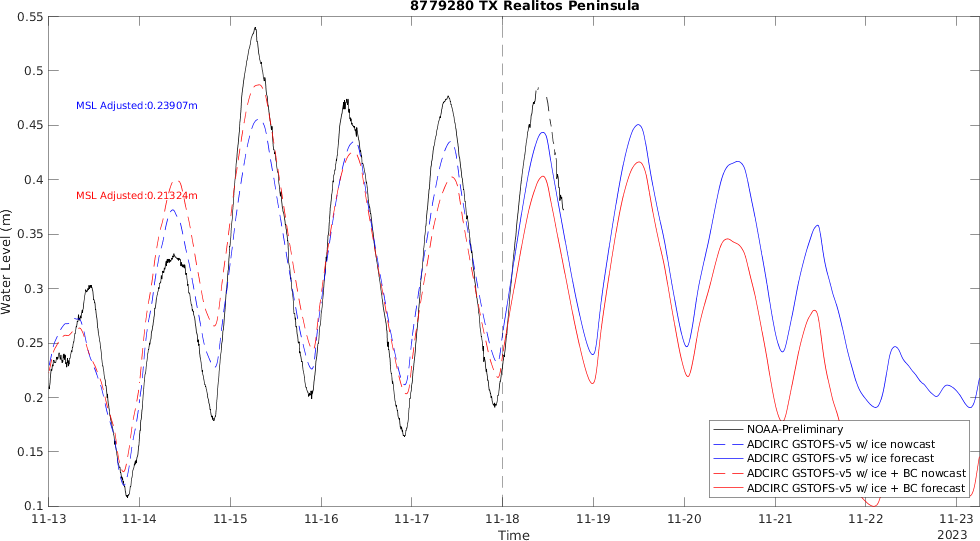 8779280 TX Realitos Peninsula
Water Level (m)
0.55
0.5
0.45
0.4
0.35
0.3
0.25
0.2
0.15
0.1
MSL Adjusted:0.23907m
MSL Adjusted:0.21324m
NOAA-Preliminary
ADCIRC GSTOFS-v5 w/ ice nowcast
ADCIRC GSTOFS-v5 w/ ice forecast
ADCIRC GSTOFS-v5 w/ ice + BC nowcast
ADCIRC GSTOFS-v5 w/ ice + BC forecast
11-13 11-14 11-15 11-16 11-17 11-18 11-19 11-20 11-21 11-22 11-23
Time
2023